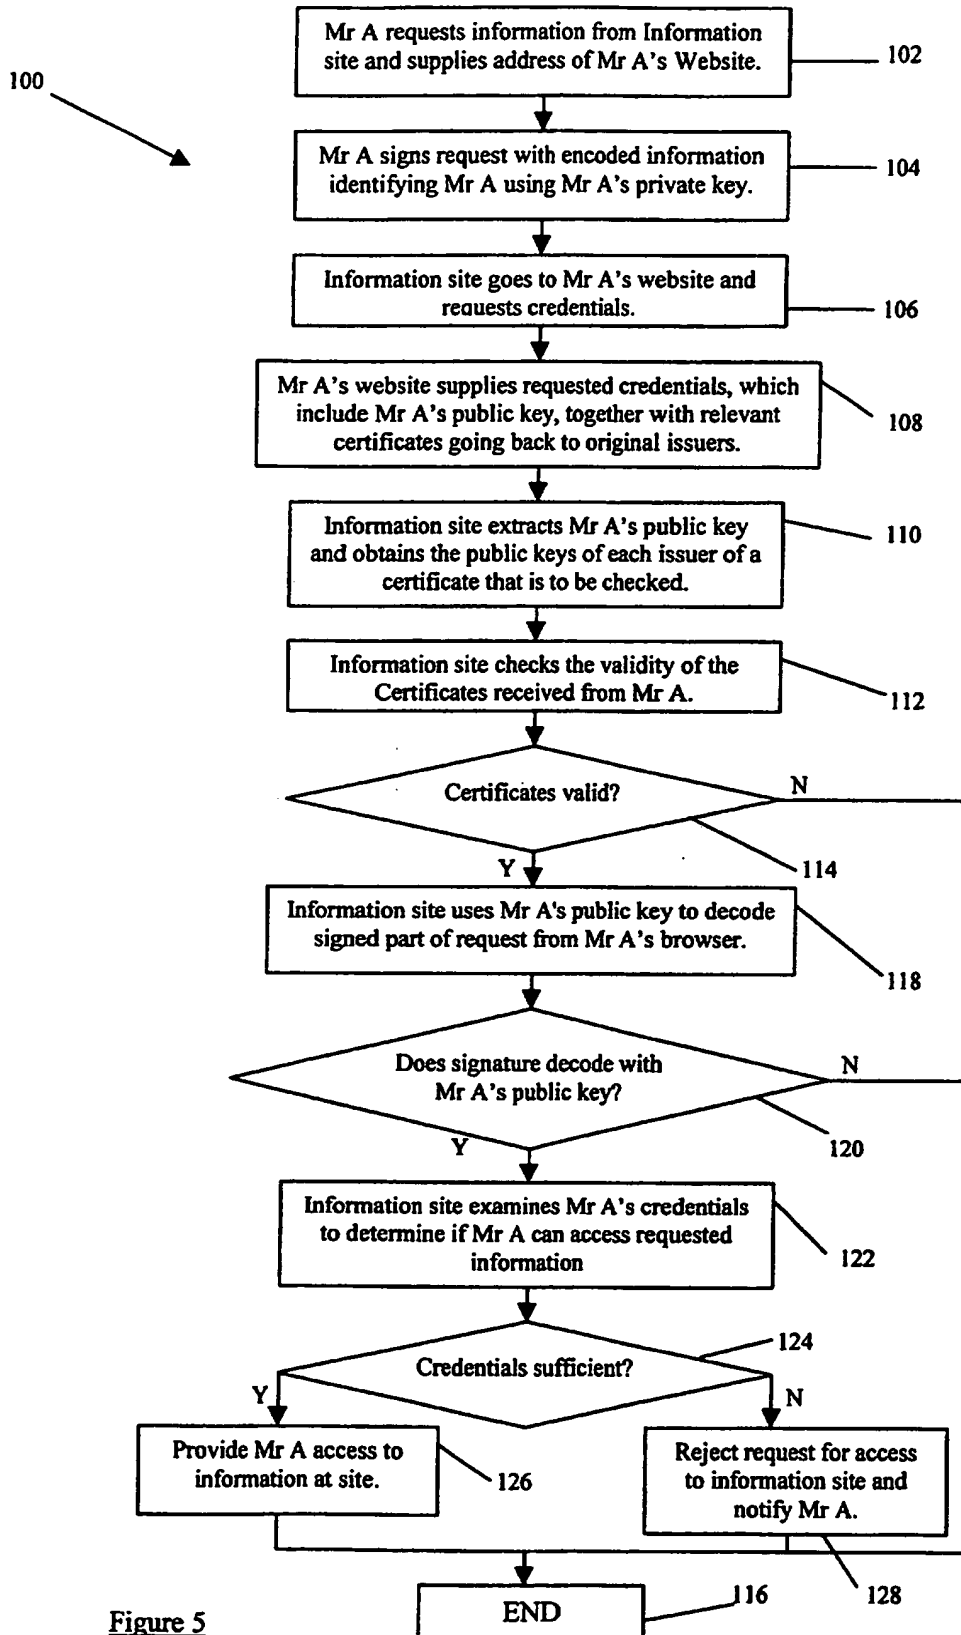 Mr A requests information from Information
site and supplies address of Mr A's Website.
102
100
Mr A signs request with encoded information
identifying Mr A using Mr A's private key.
104
Information site goes to Mr A's website and
requests credentials.
106
Mr A's website supplies requested credentials, which
include Mr A's public key, together with relevant
certificates going back to original issuers.
108
Information site extracts Mr A's public key
and obtains the public keys of each issuer of a
certificate that is to be checked.
110
Information site checks the validity of the
Certificates received from Mr A.
112
Certificates valid?
N
114
Y
Information site uses Mr A's public key to decode
signed part of request from Mr A's browser.
118
Does signature decode with
Mr A's public key?
N
120
Y
Information site examines Mr A's credentials
to determine if Mr A can access requested
information
122
Credentials sufficient?
124
Y
N
Provide Mr A access to
information at site.
126
Reject request for access
to information site and
notify Mr A.
128
END
116
Figure 5